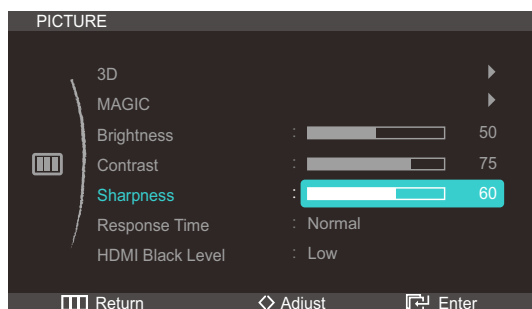 PICTURE
3D
MAGIC
Brightness : 50
Contrast : 75
Sharpness : 60
Response Time : Normal
HDMI Black Level : Low
Return Adjust Enter